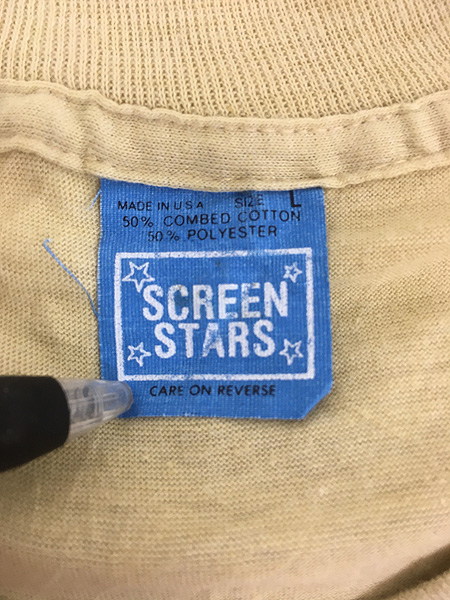 MADE IN U S A SIZE L
50% COMBED COTTON
50% POLYESTER
SCREEN
STARS
CARE ON REVERSE